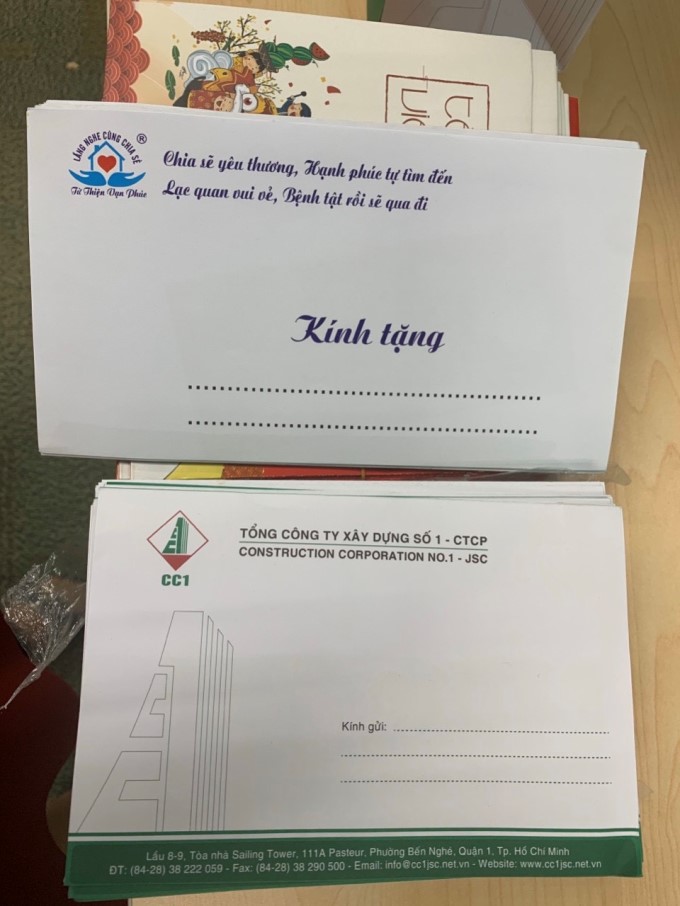 LẮNG NGHE CÙNG CHIA SẺ ®
Từ Thiện Vạn Phúc
Chia sẽ yêu thương, Hạnh phúc tự tìm đến
Lạc quan vui vẻ, Bệnh tật rồi sẽ qua đi
Kính tặng
CC1
TỔNG CÔNG TY XÂY DỰNG SỐ 1 - CTCP
CONSTRUCTION CORPORATION NO.1 - JSC
Kính gửi:
Lầu 8-9, Tòa nhà Sailing Tower, 111A Pasteur, Phường Bến Nghé, Quận 1, Tp. Hồ Chí Minh
ĐT: (84-28) 38 222 059 - Fax: (84-28) 38 290 500 - Email: info@cc1jsc.net.vn - Website: www.cc1jsc.net.vn